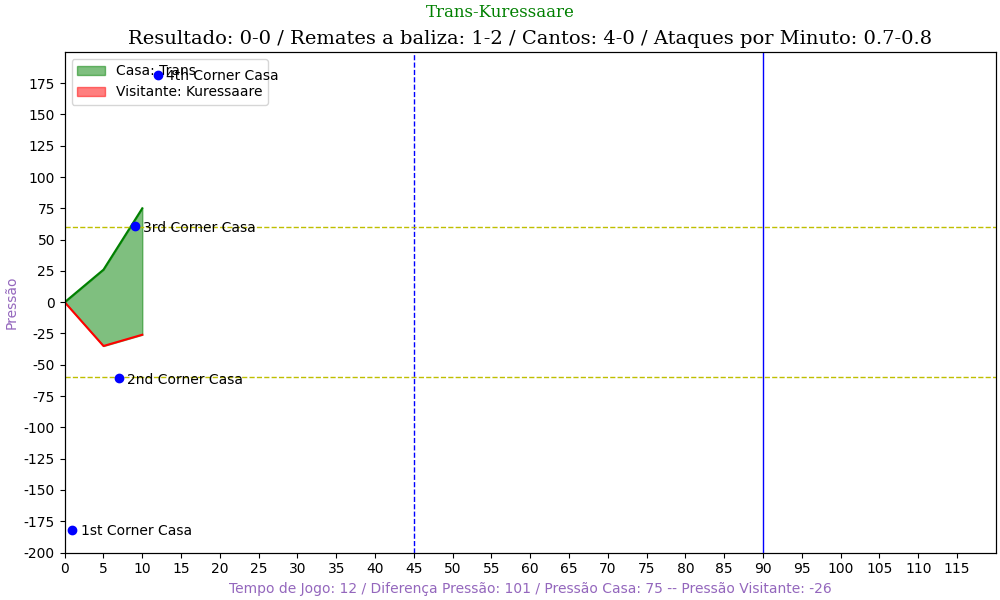 Trans-Kuressaare
Resultado: 0-0 / Remates a baliza: 1-2 / Cantos: 4-0 / Ataques por Minuto: 0.7-0.8
Casa: Trans
Visitante: Kuressaare
4th Corner Casa
3rd Corner Casa
2nd Corner Casa
1st Corner Casa
Pressão
175
150
125
100
75
50
25
0
-25
-50
-75
-100
-125
-150
-175
-200
0 5 10 15 20 25 30 35 40 45 50 55 60 65 70 75 80 85 90 95 100 105 110 115
Tempo de Jogo: 12 / Diferença Pressão: 101 / Pressão Casa: 75 -- Pressão Visitante: -26